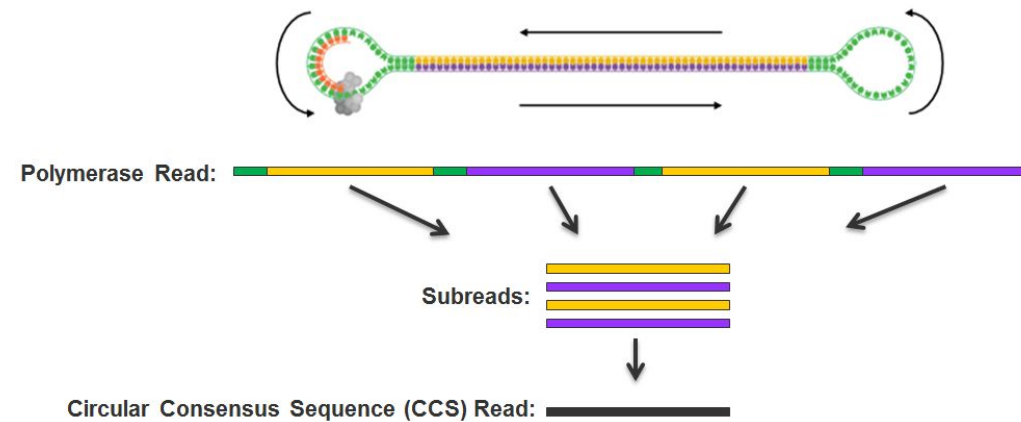 Polymerase Read:
Subreads:
Circular Consensus Sequence (CCS) Read: